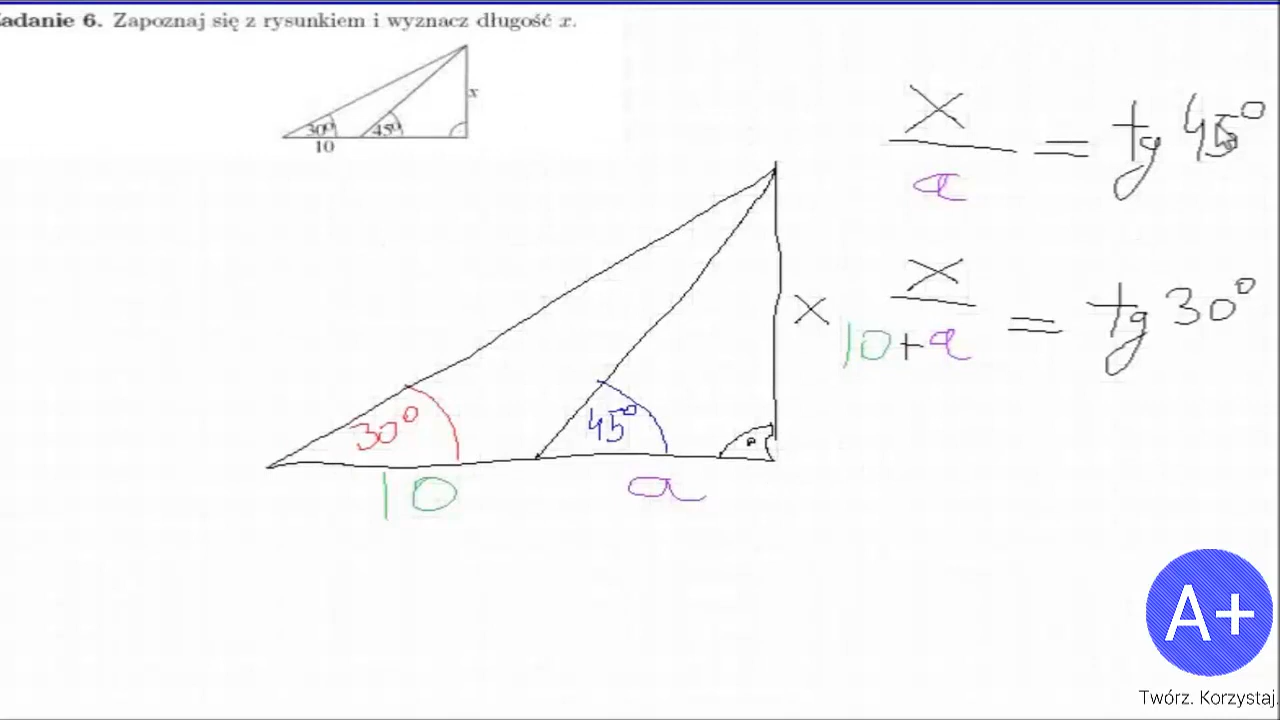 adanie 6. Zapoznaj się z rysunkiem i wyznacz długość x.
x
30° 45°
10
x
a
= tg 45°
x
10+a
= tg 30°
x
30°
45°
10
a
A+
Twórz. Korzystaj.